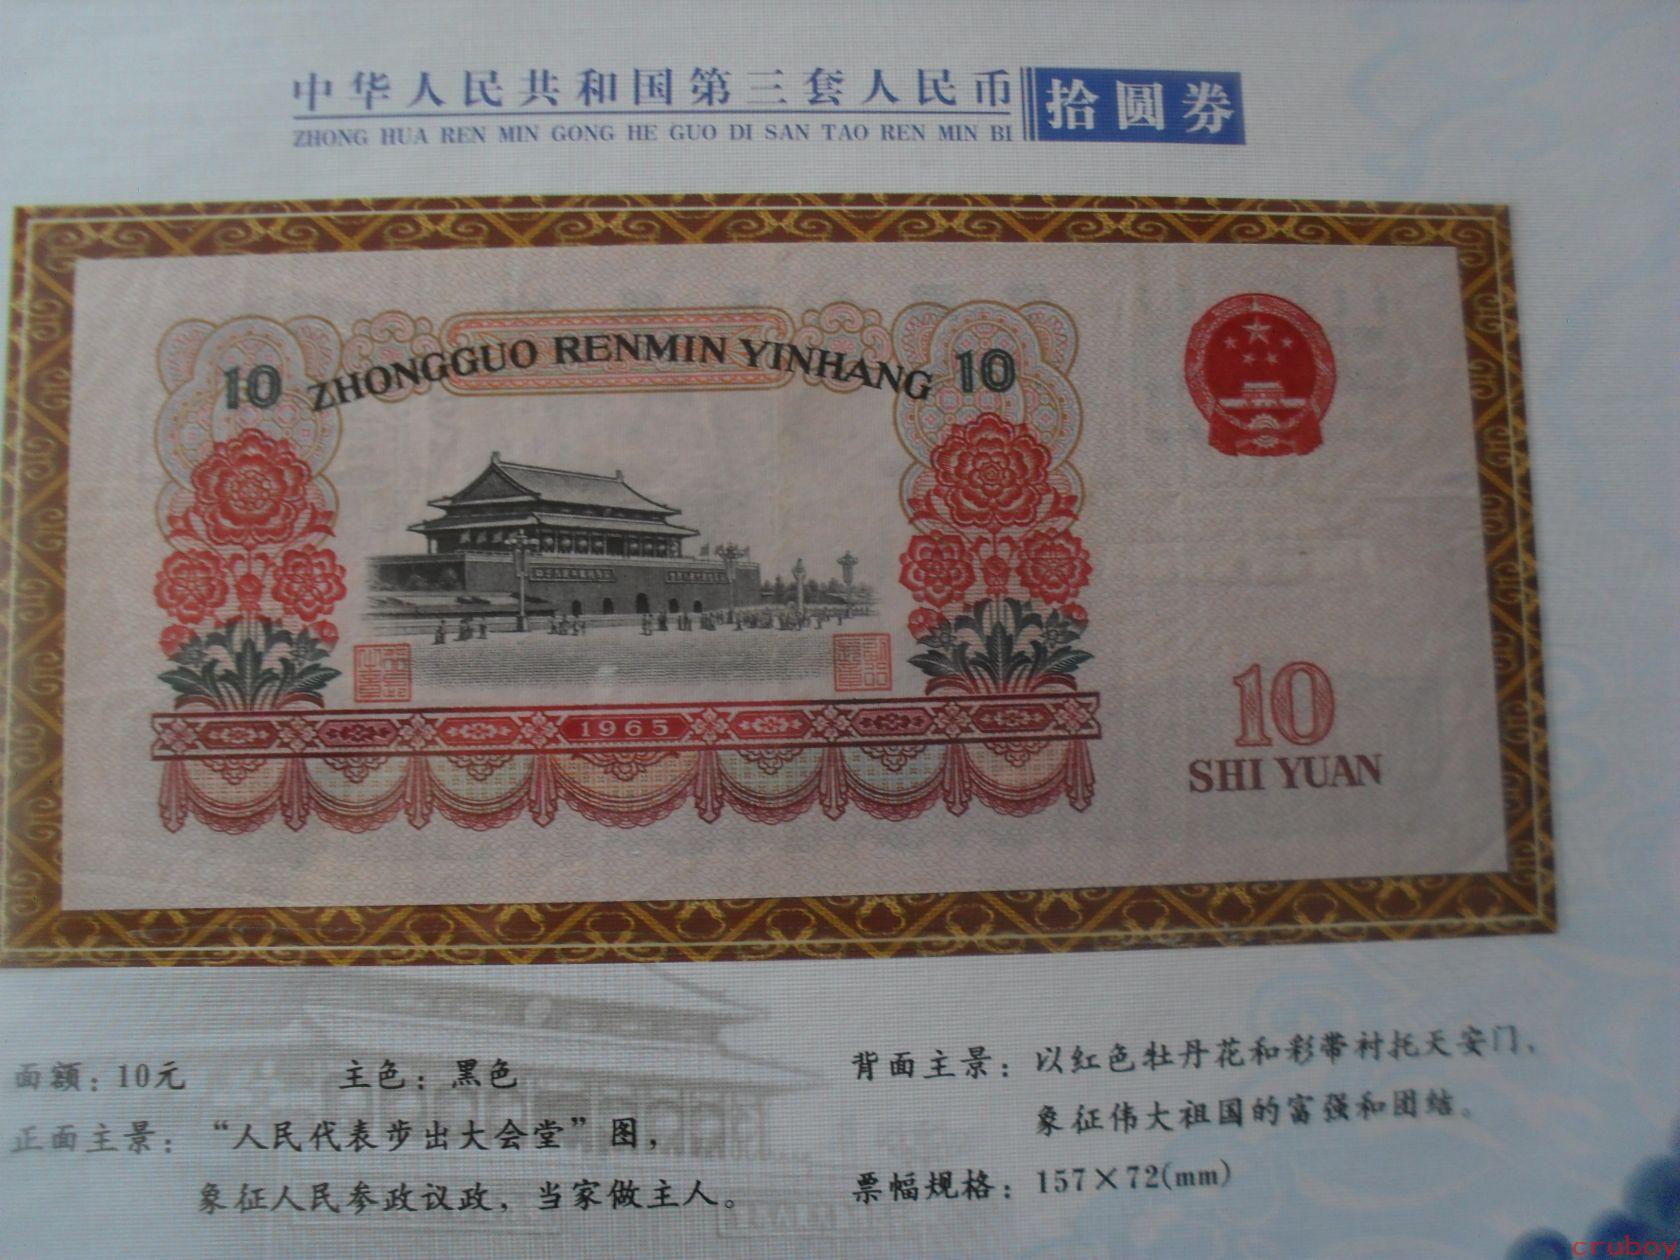 中华人民共和国第三套人民币 拾圆券
ZHONG HUA REN MIN GONG HE GUO DI SAN TAO REN MIN BI
10 ZHONGGUO RENMIN YINHANG 10
1965
10
SHI YUAN
面额：10元 主色：黑色
正面主景：“人民代表步出大会堂”图，
象征人民参政议政，当家做主人。
背面主景：以红色牡丹花和彩带衬托天安门，
象征伟大祖国的富强和团结。
票幅规格：157×72(mm)
cruboy